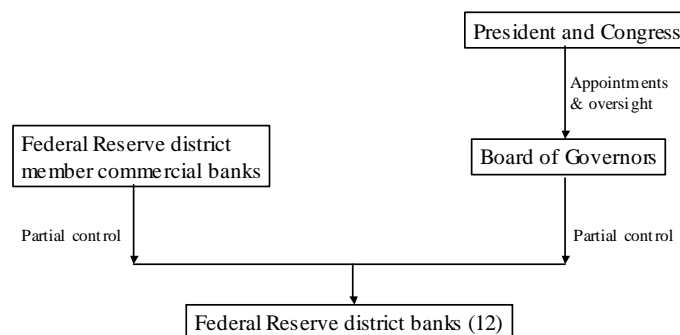 President and Congress
Appointments
& oversight
Federal Reserve district
member commercial banks
Board of Governors
Partial control
Partial control
Federal Reserve district banks (12)